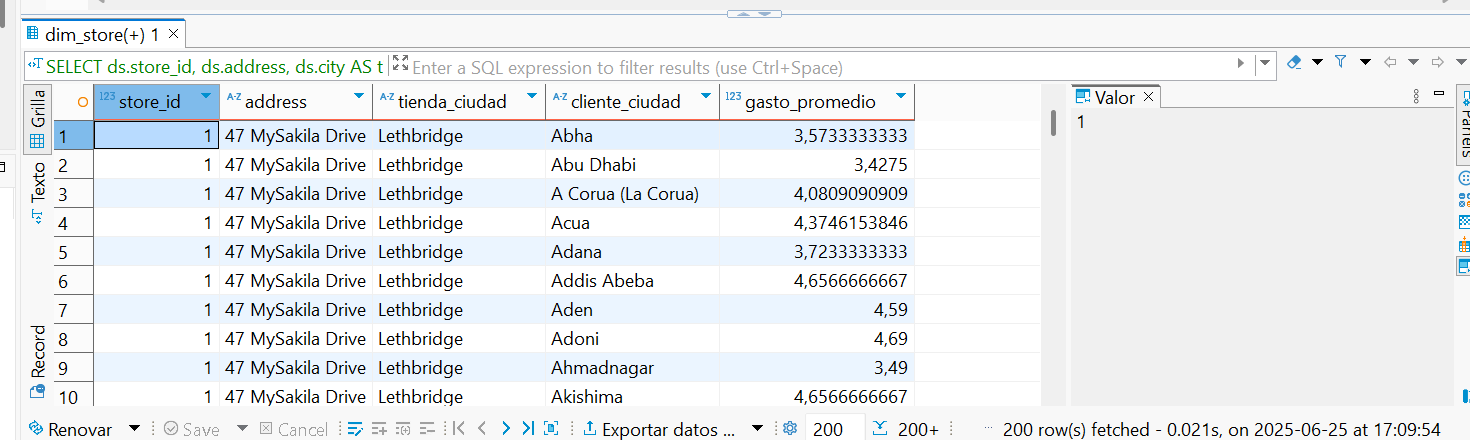 dim_store(+) 1
SELECT ds.store_id, ds.address, ds.city AS t
Enter a SQL expression to filter results (use Ctrl+Space)
Grilla
Texto
Record
123 store_id A-Z address A-Z tienda_ciudad A-Z cliente_ciudad 123 gasto_promedio
1 1 47 MySakila Drive Lethbridge Abha 3,5733333333
2 1 47 MySakila Drive Lethbridge Abu Dhabi 3,4275
3 1 47 MySakila Drive Lethbridge A Corua (La Corua) 4,0809090909
4 1 47 MySakila Drive Lethbridge Acua 4,3746153846
5 1 47 MySakila Drive Lethbridge Adana 3,7233333333
6 1 47 MySakila Drive Lethbridge Addis Abeba 4,6566666667
7 1 47 MySakila Drive Lethbridge Aden 4,59
8 1 47 MySakila Drive Lethbridge Adoni 4,69
9 1 47 MySakila Drive Lethbridge Ahmadnagar 3,49
10 1 47 MySakila Drive Lethbridge Akishima 4,6566666667
Valor
1
Panels
Renovar Save Cancel Exportar datos ... 200 200+ 200 row(s) fetched - 0.021s, on 2025-06-25 at 17:09:54